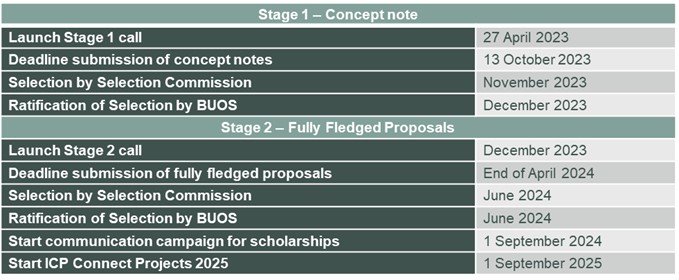 Stage 1 – Concept note
Launch Stage 1 call 27 April 2023
Deadline submission of concept notes 13 October 2023
Selection by Selection Commission November 2023
Ratification of Selection by BUOS December 2023
Stage 2 – Fully Fledged Proposals
Launch Stage 2 call December 2023
Deadline submission of fully fledged proposals End of April 2024
Selection by Selection Commission June 2024
Ratification of Selection by BUOS June 2024
Start communication campaign for scholarships 1 September 2024
Start ICP Connect Projects 2025 1 September 2025